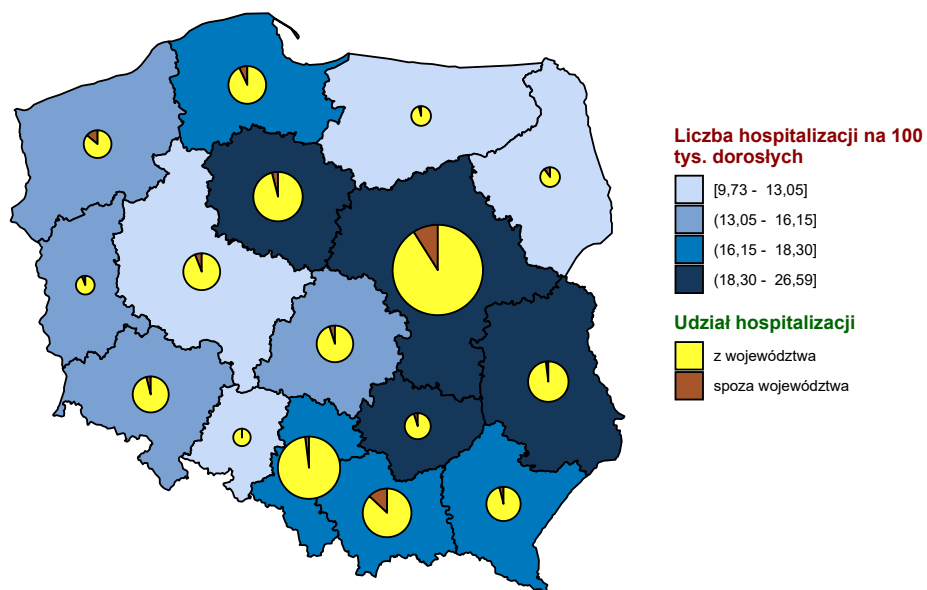 Liczba hospitalizacji na 100
tys. dorosłych
[9,73 - 13,05]
(13,05 - 16,15]
(16,15 - 18,30]
(18,30 - 26,59]
Udział hospitalizacji
z województwa
spoza województwa